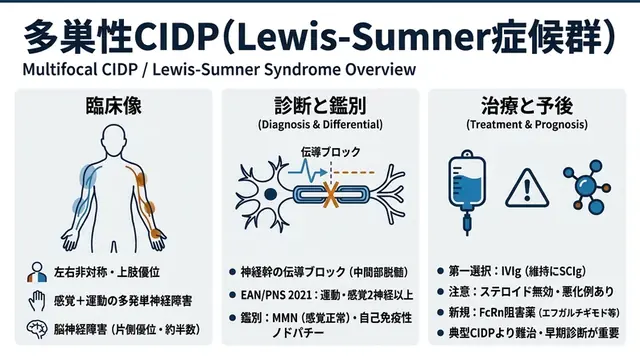 多巣性CIDP（Lewis-Sumner症候群）
Multifocal CIDP / Lewis-Sumner Syndrome Overview
臨床像
左右非対称・上肢優位
感覚＋運動の多発単神経障害
脳神経障害（片側優位・約半数）
診断と鑑別
(Diagnosis & Differential)
伝導ブロック
神経幹の伝導ブロック（中間部脱髄）
EAN/PNS 2021：運動・感覚2神経以上
鑑別：MMN（感覚正常）・自己免疫性
ノドパチー
治療と予後
(Treatment & Prognosis)
第一選択：IVIg（維持にSCIg）
注意：ステロイド無効・悪化例あり
新規：FcRn阻害薬（エフガルチギモド等）
典型CIDPより難治・早期診断が重要